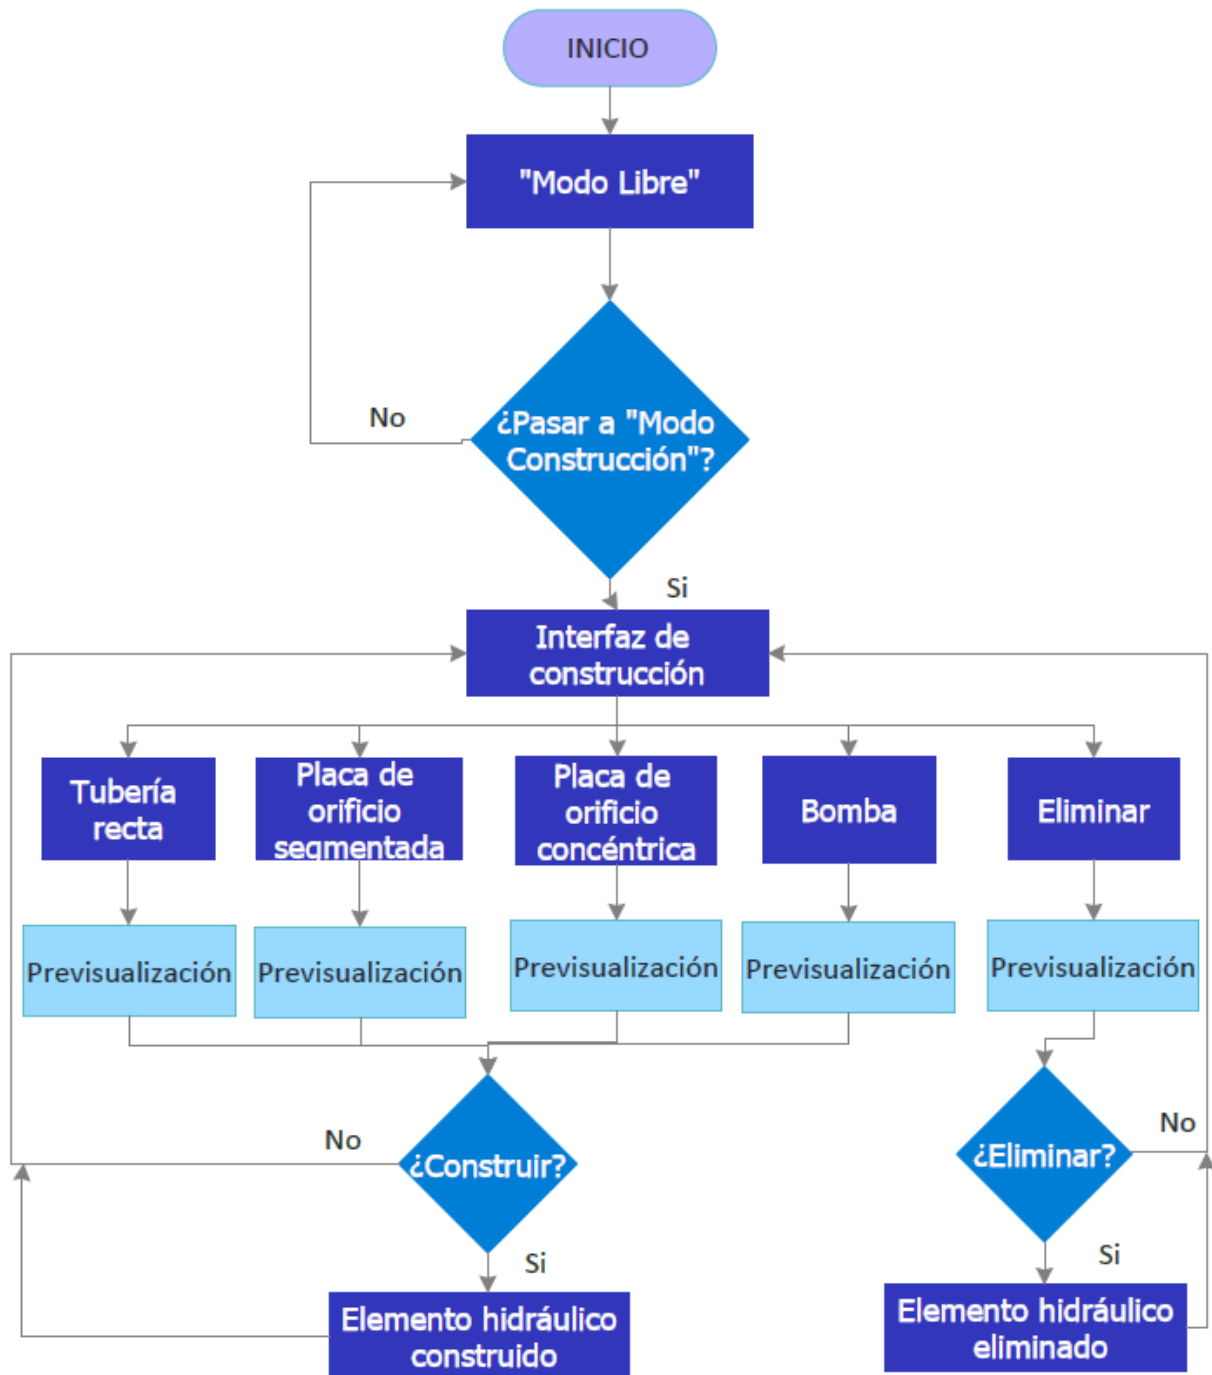 INICIO
"Modo Libre"
No
¿Pasar a "Modo
Construcción"?
Si
Interfaz de
construcción
Tubería
recta
Placa de
orificio
segmentada
Placa de
orificio
concéntrica
Bomba
Eliminar
Previsualización
Previsualización
Previsualización
Previsualización
Previsualización
No
¿Construir?
Si
No
¿Eliminar?
Si
Elemento hidráulico
construido
Elemento hidráulico
eliminado